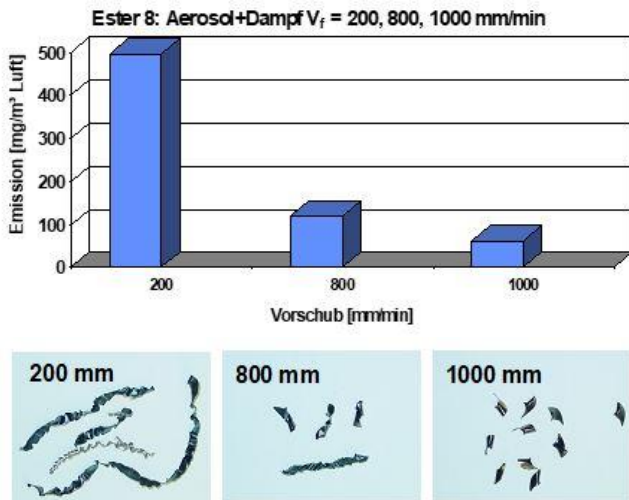 Ester 8: Aerosol+Dampf Vf = 200, 800, 1000 mm/min
Emission [mg/m³ Luft]
500
400
300
200
100
0
200 800 1000
Vorschub [mm/min]
200 mm 800 mm 1000 mm